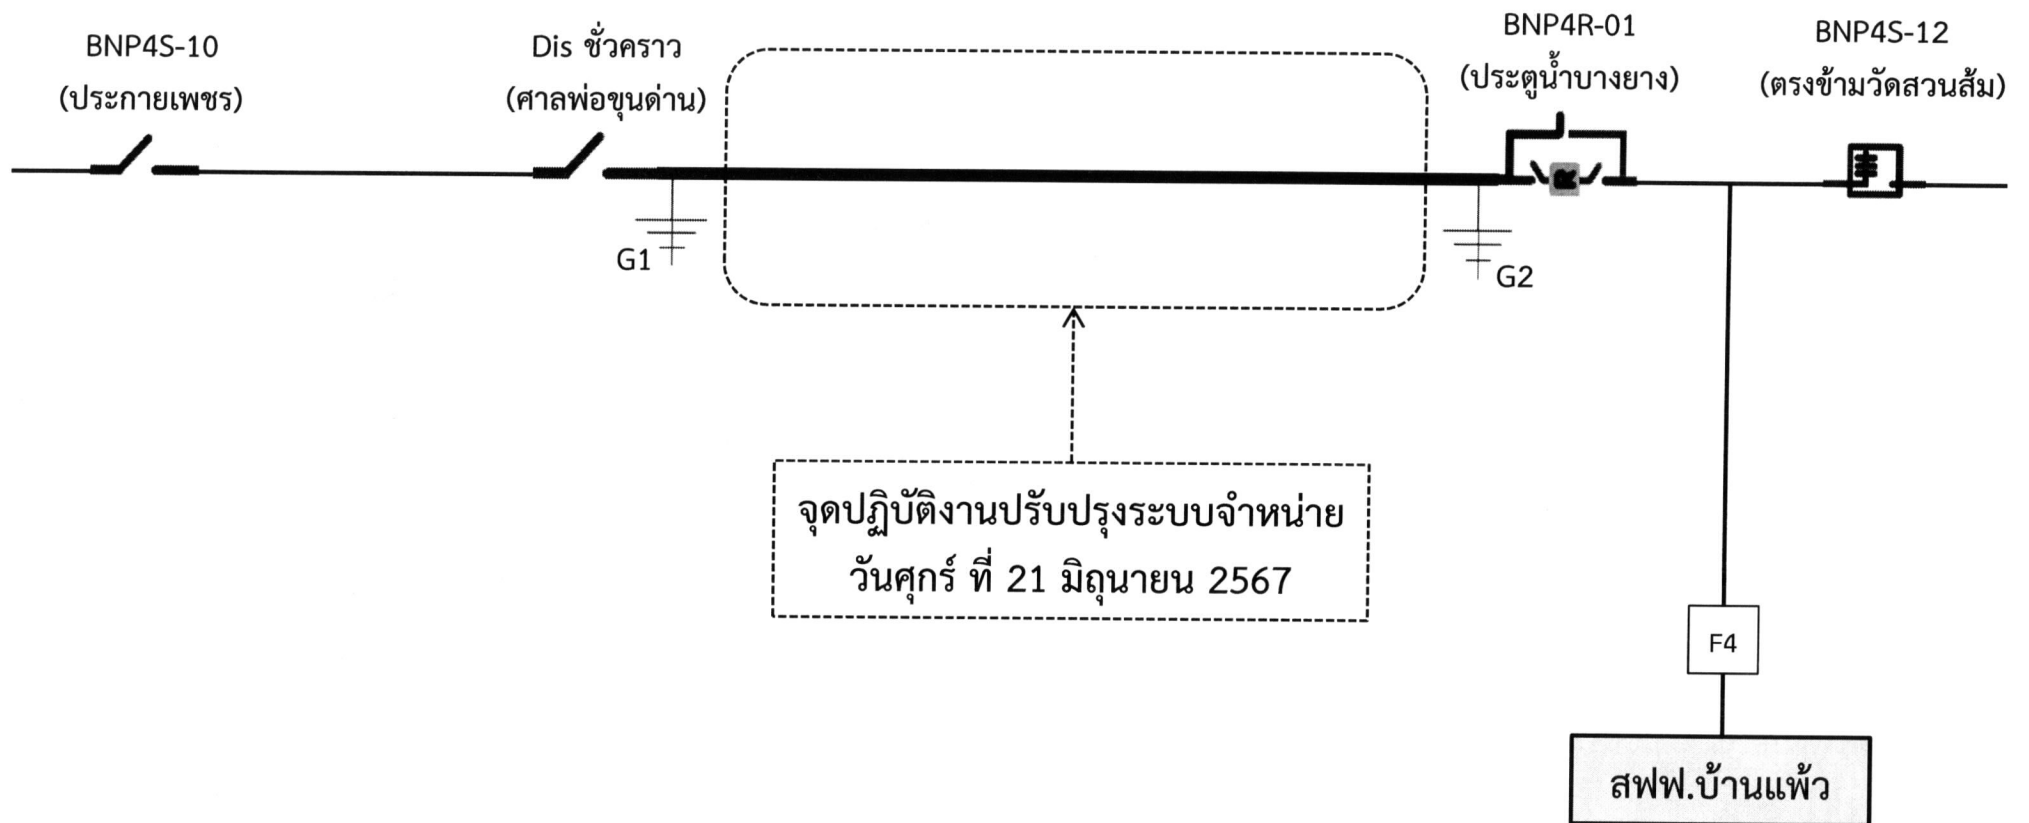 BNP4S-10
(ประกายเพชร)
Dis ชั่วคราว
(ศาลพ่อขุนด่าน)
BNP4R-01
(ประตูน้ำบางยาง)
BNP4S-12
(ตรงข้ามวัดสวนส้ม)
R
G1
G2
จุดปฏิบัติงานปรับปรุงระบบจำหน่าย
วันศุกร์ ที่ 21 มิถุนายน 2567
F4
สฟฟ.บ้านแพ้ว